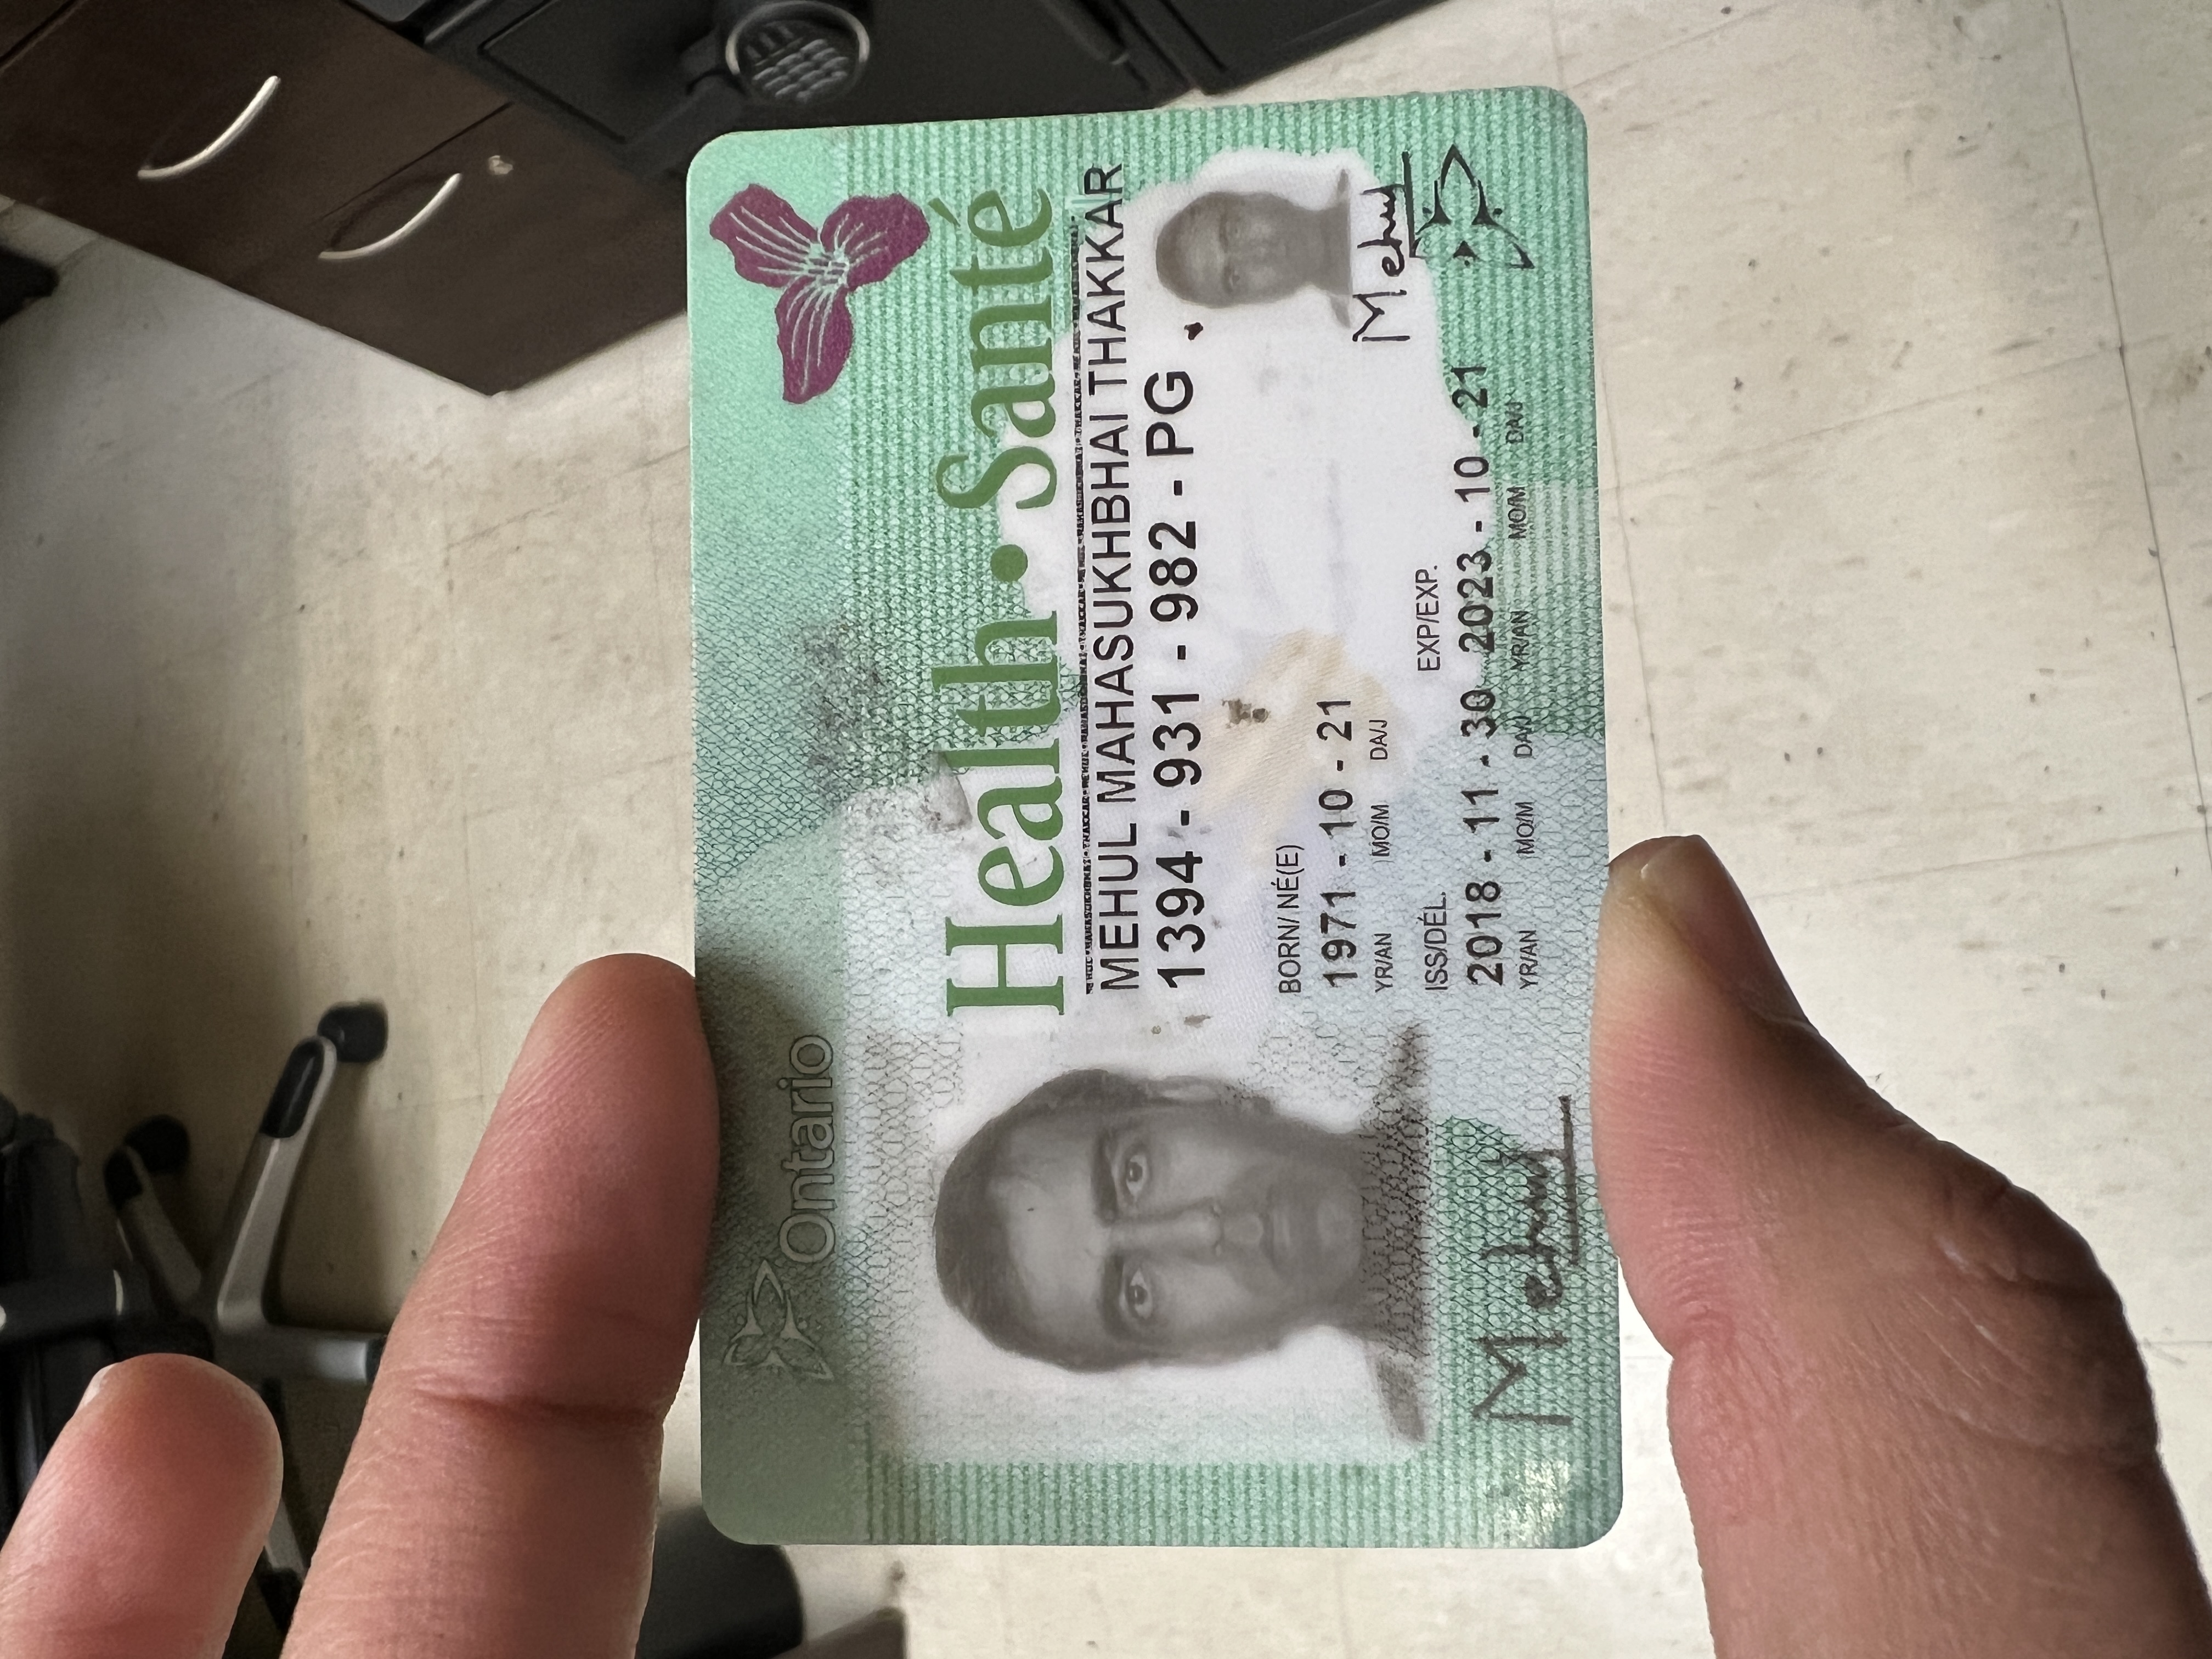 Ontario
Health • Santé
MEHUL MAHASUKHBHAI THAKKAR
1394 - 931 - 982 - PG
BORN/ NÉ(E)
1971 - 10 - 21
YR/AN MO/M DA/J
Mehul
ISS/DÉL. EXP/EXP.
2018 - 11 - 30 2023 - 10 - 21
YR/AN MO/M DA/J YR/AN MO/M DA/J
Mehul